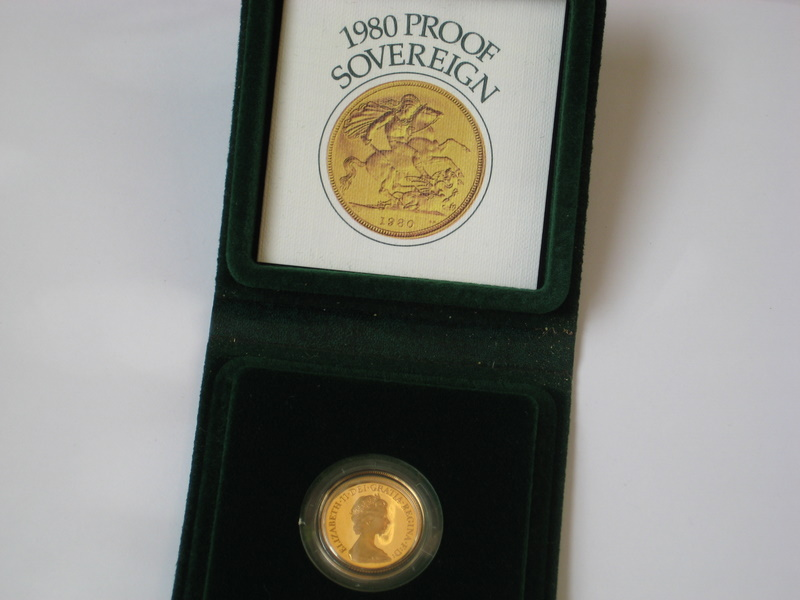 1980 PROOF
SOVEREIGN
1980
ELIZABETH·II·DEI·GRATIA·REGINA·F:D: